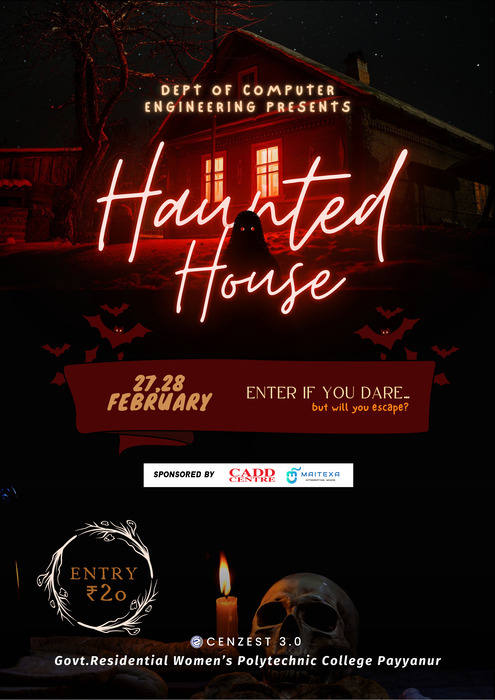 DEPT OF COMPUTER
ENGINEERING PRESENTS
Haunted
House
27,28
FEBRUARY
ENTER IF YOU DARE...
but will you escape?
SPONSORED BY
CADD
CENTRE
MAITEXA
ENTRY
₹20
CENZEST 3.0
Govt.Residential Women's Polytechnic College Payyanur